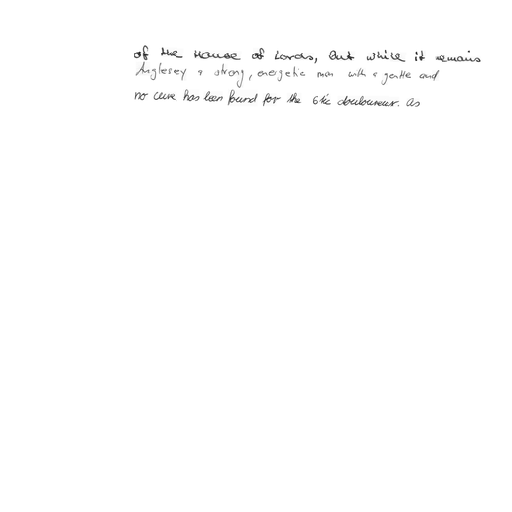 of the House of Lords, but while it remains
Anglesey a strong, energetic man with a gentle and
no cure has been found for the tic douloureux. As